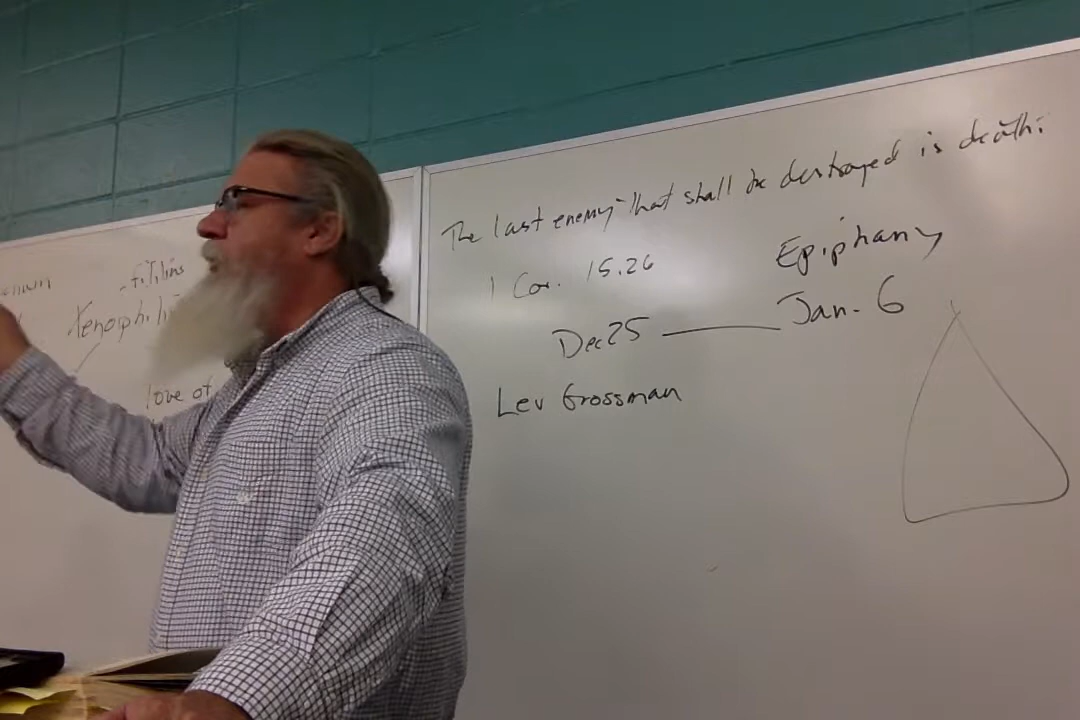 The last enemy that shall be destroyed is death.
1 Cor. 15.26
Epiphany
Dec 25 — Jan. 6
Lev Grossman
love of